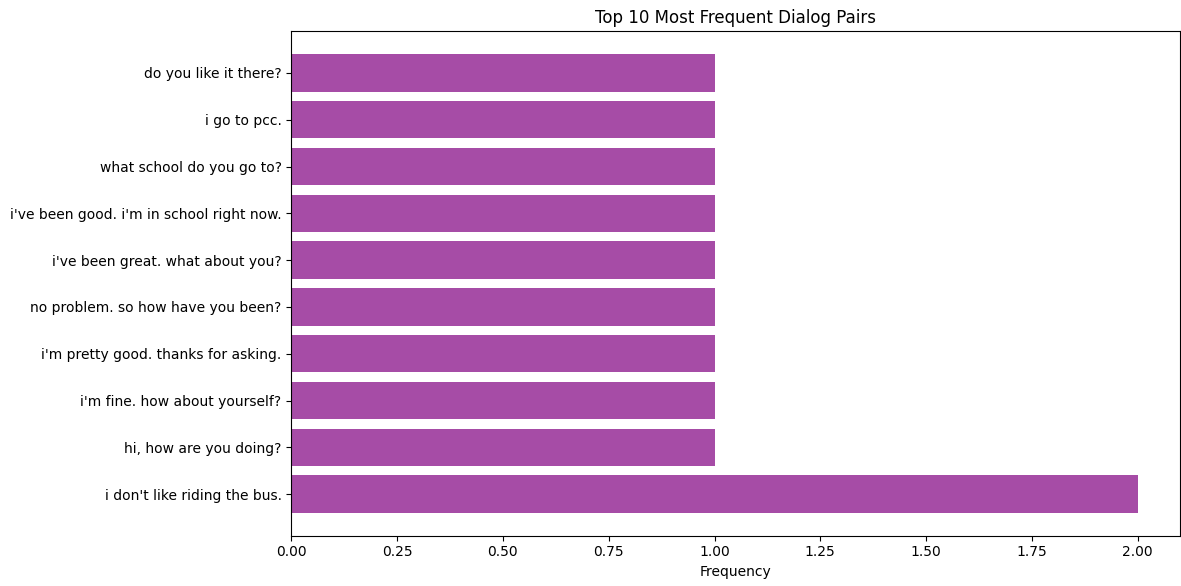 Top 10 Most Frequent Dialog Pairs
do you like it there?
i go to pcc.
what school do you go to?
i've been good. i'm in school right now.
i've been great. what about you?
no problem. so how have you been?
i'm pretty good. thanks for asking.
i'm fine. how about yourself?
hi, how are you doing?
i don't like riding the bus.
0.00 0.25 0.50 0.75 1.00 1.25 1.50 1.75 2.00
Frequency